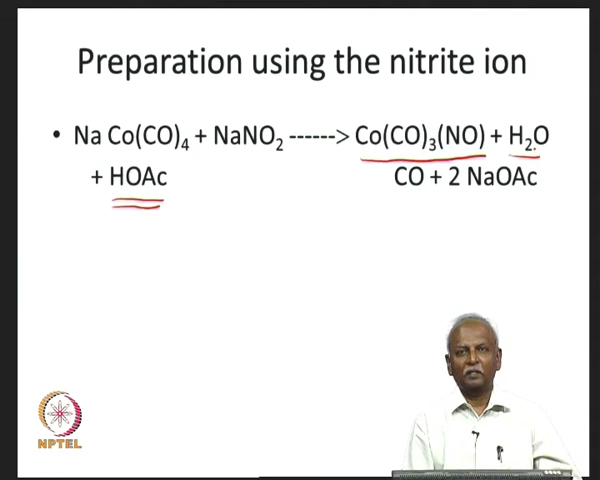 Preparation using the nitrite ion
• Na Co(CO)₄ + NaNO₂ ------> Co(CO)₃(NO) + H₂O
+ HOAc CO + 2 NaOAc
NPTEL